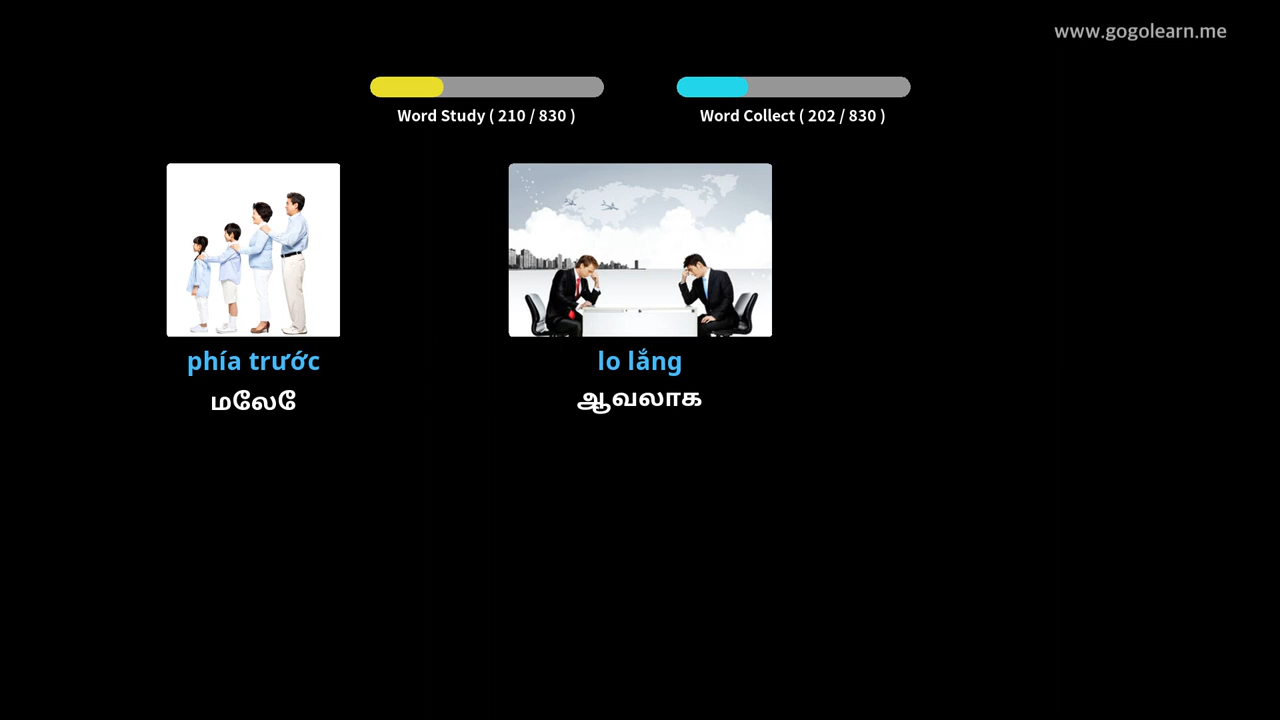 www.gogolearn.me
Word Study ( 210 / 830 )
Word Collect ( 202 / 830 )
phía trước
மலேே
lo lắng
ஆவலாக